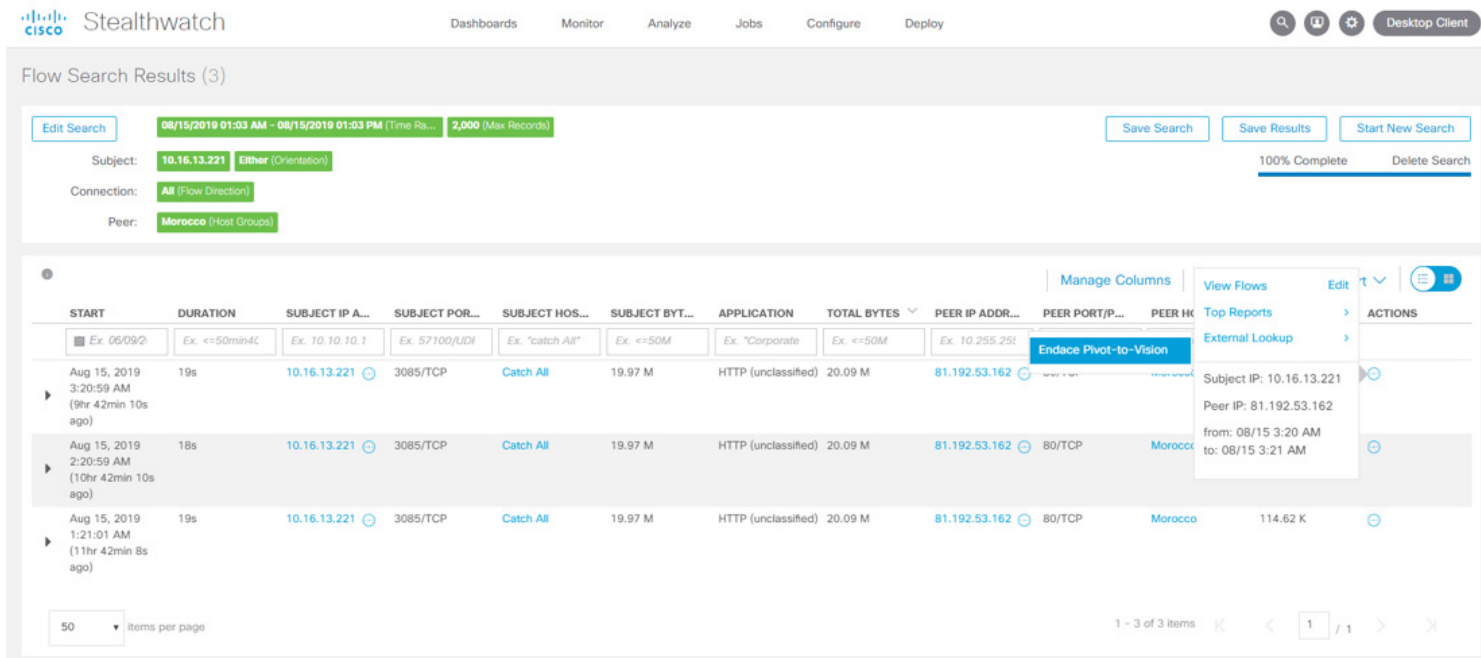 cisco Stealthwatch Dashboards Monitor Analyze Jobs Configure Deploy Desktop Client
Flow Search Results (3)
Edit Search 08/15/2019 01:03 AM - 08/15/2019 01:03 PM (Time Ra... 2,000 (Max Records) Save Search Save Results Start New Search
Subject: 10.16.13.221 Either (Orientation) 100% Complete Delete Search
Connection: All (Flow Direction)
Peer: Morocco (Host Groups)
Manage Columns
START DURATION SUBJECT IP A... SUBJECT POR... SUBJECT HOS... SUBJECT BYT... APPLICATION TOTAL BYTES PEER IP ADDR... PEER PORT/P... PEER HO ACTIONS
Ex. 06/09/2 Ex. <=50min40 Ex. 10.10.10.1 Ex. 57100/UDI Ex. "catch All" Ex. <=50M Ex. "Corporate Ex. <=50M Ex. 10.255.255
View Flows Edit
Top Reports
External Lookup
Endace Pivot-to-Vision
Subject IP: 10.16.13.221
Peer IP: 81.192.53.162
from: 08/15 3:20 AM
to: 08/15 3:21 AM
Aug 15, 2019 19s 10.16.13.221 3085/TCP Catch All 19.97 M HTTP (unclassified) 20.09 M 81.192.53.162
3:20:59 AM
(9hr 42min 10s
ago)
Aug 15, 2019 18s 10.16.13.221 3085/TCP Catch All 19.97 M HTTP (unclassified) 20.09 M 81.192.53.162 80/TCP Morocco
2:20:59 AM
(10hr 42min 10s
ago)
Aug 15, 2019 19s 10.16.13.221 3085/TCP Catch All 19.97 M HTTP (unclassified) 20.09 M 81.192.53.162 80/TCP Morocco 114.62 K
1:21:01 AM
(11hr 42min 8s
ago)
50 items per page 1 - 3 of 3 items 1 / 1